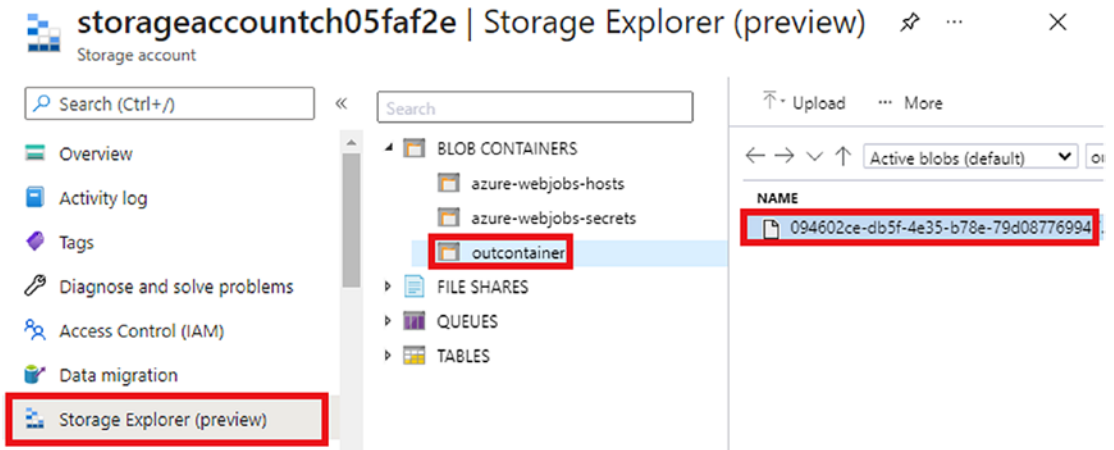 storageaccountch05faf2e | Storage Explorer (preview)
Storage account
Search (Ctrl+/)
Overview
Activity log
Tags
Diagnose and solve problems
Access Control (IAM)
Data migration
Storage Explorer (preview)
Search
BLOB CONTAINERS
azure-webjobs-hosts
azure-webjobs-secrets
outcontainer
FILE SHARES
QUEUES
TABLES
Upload ... More
Active blobs (default)
NAME
094602ce-db5f-4e35-b78e-79d08776994